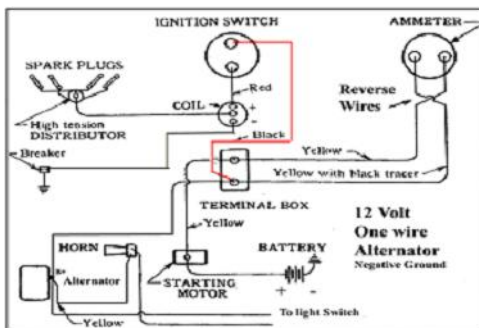 IGNITION SWITCH
AMMETER
SPARK PLUGS
Red
Reverse
Wires
COIL
+
-
High tension
DISTRIBUTOR
Black
Breaker
Yellow
Yellow with black tracer
TERMINAL BOX
Yellow
12 Volt
One wire
Alternator
Negative Ground
HORN
BATTERY
Alternator
STARTING
MOTOR
+ -
To light Switch
Yellow